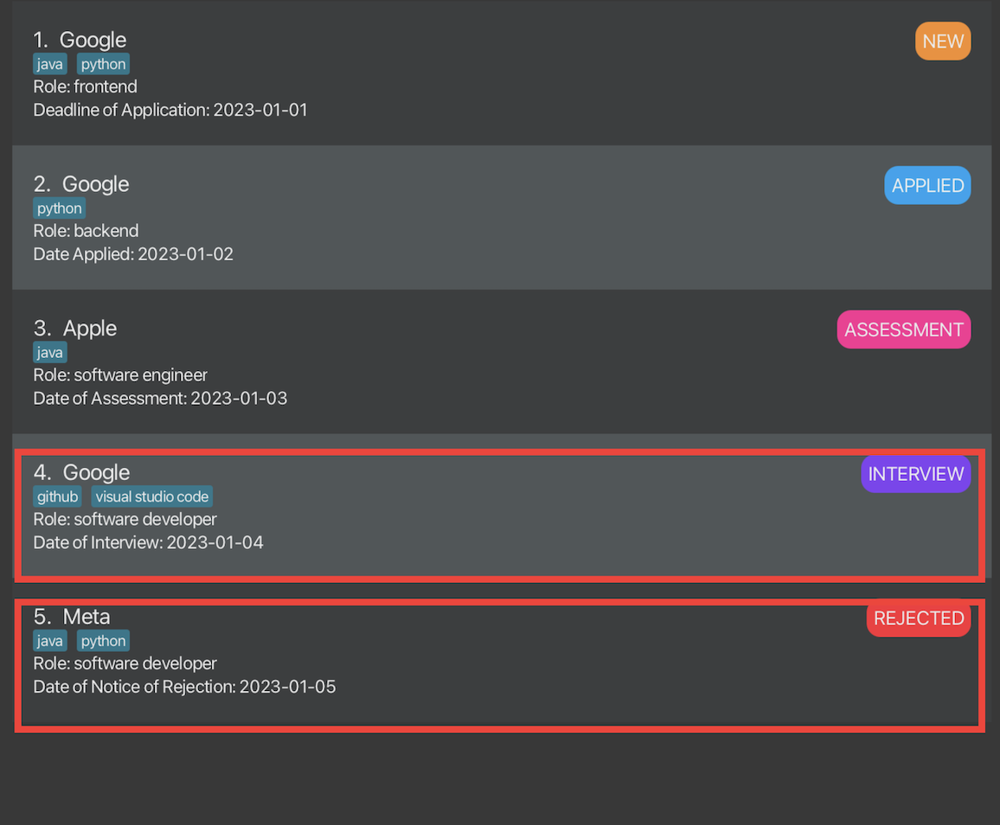 1. Google NEW
java python
Role: frontend
Deadline of Application: 2023-01-01
2. Google APPLIED
python
Role: backend
Date Applied: 2023-01-02
3. Apple ASSESSMENT
java
Role: software engineer
Date of Assessment: 2023-01-03
4. Google INTERVIEW
github visual studio code
Role: software developer
Date of Interview: 2023-01-04
5. Meta REJECTED
java python
Role: software developer
Date of Notice of Rejection: 2023-01-05